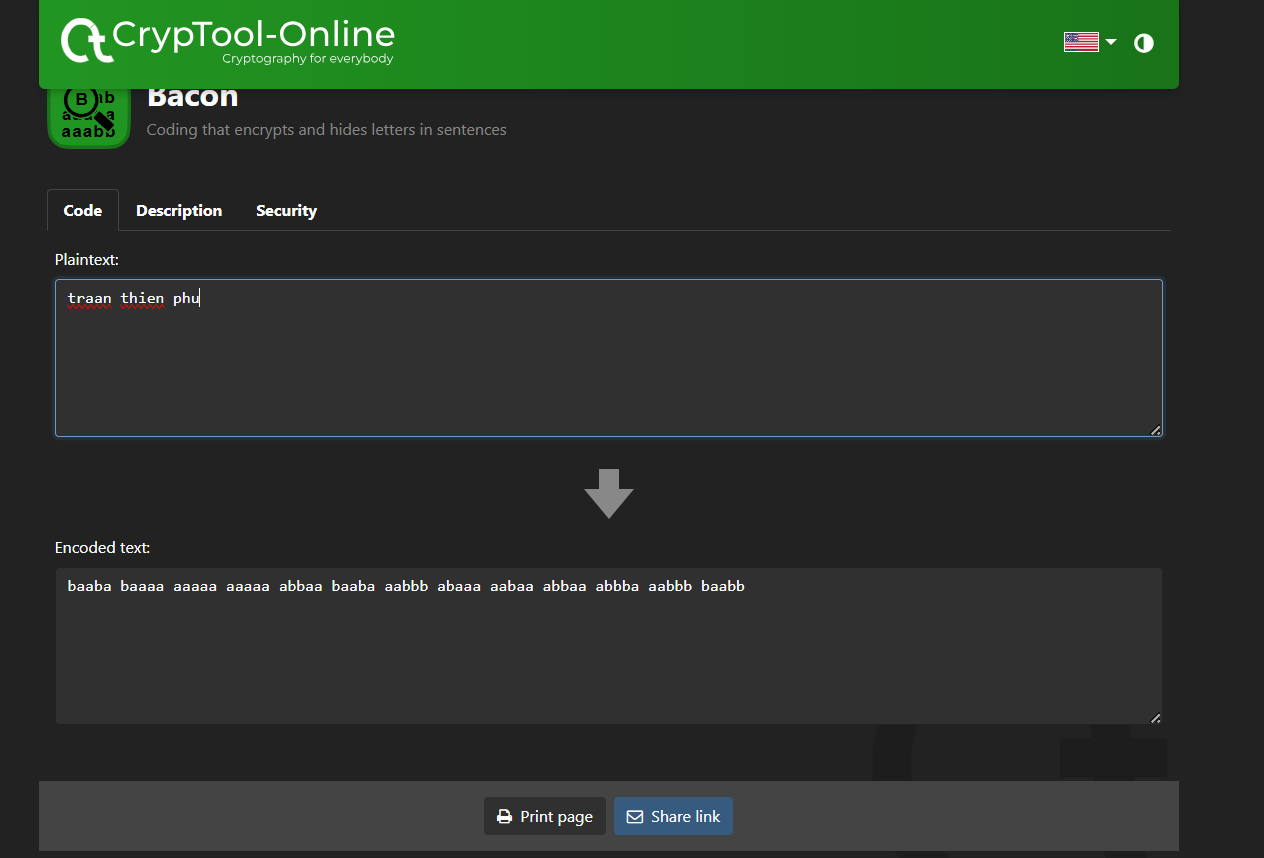 CrypTool-Online
Cryptography for everybody
Bacon
Coding that encrypts and hides letters in sentences
Code Description Security
Plaintext:
traan thien phu
Encoded text:
baaba baaaa aaaaa aaaaa abbaa baaba aabbb abaaa aabaa abbaa abbba aabbb baabb
Print page Share link